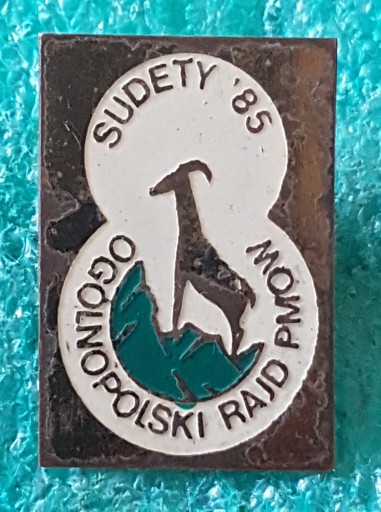 SUDETY '85
OGÓLNOPOLSKI RAJD PMOW